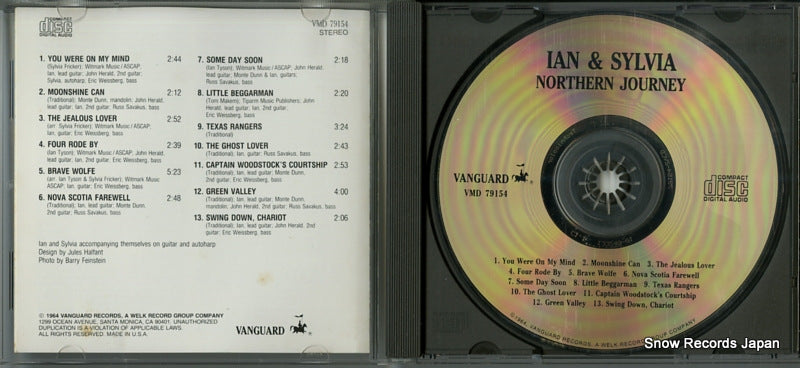 COMPACT
disc
DIGITAL AUDIO
VMD 79154
STEREO
1. YOU WERE ON MY MIND 2:44
(Sylvia Fricker); Witmark Music / ASCAP;
Ian, lead guitar; John Herald, 2nd guitar;
Sylvia, autoharp; Eric Weissberg, bass
2. MOONSHINE CAN 2:12
(Traditional); Monte Dunn, mandolin; John Herald,
lead guitar; Ian, 2nd guitar; Russ Savakus, bass
3. THE JEALOUS LOVER 2:52
(arr. Sylvia Fricker) Witmark Music / ASCAP;
Ian, guitar; Eric Weissberg, bass
4. FOUR RODE BY 2:39
(Ian Tyson); Witmark Music / ASCAP; John Herald,
lead guitar, Ian, 2nd guitar; Eric Weissberg, bass
5. BRAVE WOLFE 5:23
(arr. Ian Tyson & Sylvia Fricker); Witmark Music /
ASCAP; Ian, guitar; Eric Weissberg, bass
6. NOVA SCOTIA FAREWELL 2:48
(Traditional); Ian, lead guitar; Monte Dunn,
2nd guitar; Russ Savakus, bass
7. SOME DAY SOON 2:18
(Ian Tyson); Witmark Music / ASCAP; John Herald,
lead guitar; Monte Dunn & Ian, guitars;
Russ Savakus, bass
8. LITTLE BEGGARMAN 2:20
(Tom Makem); Tiparm Music Publishers; John
Herald, lead guitar; Ian, 2nd guitar;
Eric Weissberg, bass
9. TEXAS RANGERS 3:24
(Traditional)
10. THE GHOST LOVER 2:43
(Traditional); Ian, guitar; Russ Savakus, bass
11. CAPTAIN WOODSTOCK'S COURTSHIP 2:53
(Traditional); Ian, lead guitar; John Herald,
2nd guitar; Eric Weissberg, bass
12. GREEN VALLEY 4:00
(Traditional); Ian, lead guitar; Monte Dunn,
mandolin; John Herald, 2nd guitar; Russ Savakus, bass
13. SWING DOWN, CHARIOT 2:06
(Traditional); John Herald, lead guitar; Ian, 2nd
guitar; Eric Weissberg, bass
Ian and Sylvia accompanying themselves on guitar and autoharp
Design by Jules Halfant
Photo by Barry Feinstein
© 1964 VANGUARD RECORDS, A WELK RECORD GROUP COMPANY
1299 OCEAN AVENUE, SANTA MONICA, CA 90401. UNAUTHORIZED
DUPLICATION IS A VIOLATION OF APPLICABLE LAWS.
ALL RIGHTS RESERVED. MADE IN U.S.A.
VANGUARD
IAN & SYLVIA
NORTHERN JOURNEY
VANGUARD
VMD 79154
COMPACT
disc
DIGITAL AUDIO
1. You Were On My Mind 2. Moonshine Can 3. The Jealous Lover
4. Four Rode By 5. Brave Wolfe 6. Nova Scotia Farewell
7. Some Day Soon 8. Little Beggarman 9. Texas Rangers
10. The Ghost Lover 11. Captain Woodstock's Courtship
12. Green Valley 13. Swing Down, Chariot
©1964, VANGUARD RECORDS, A WELK RECORD GROUP COMPANY
Snow Records Japan